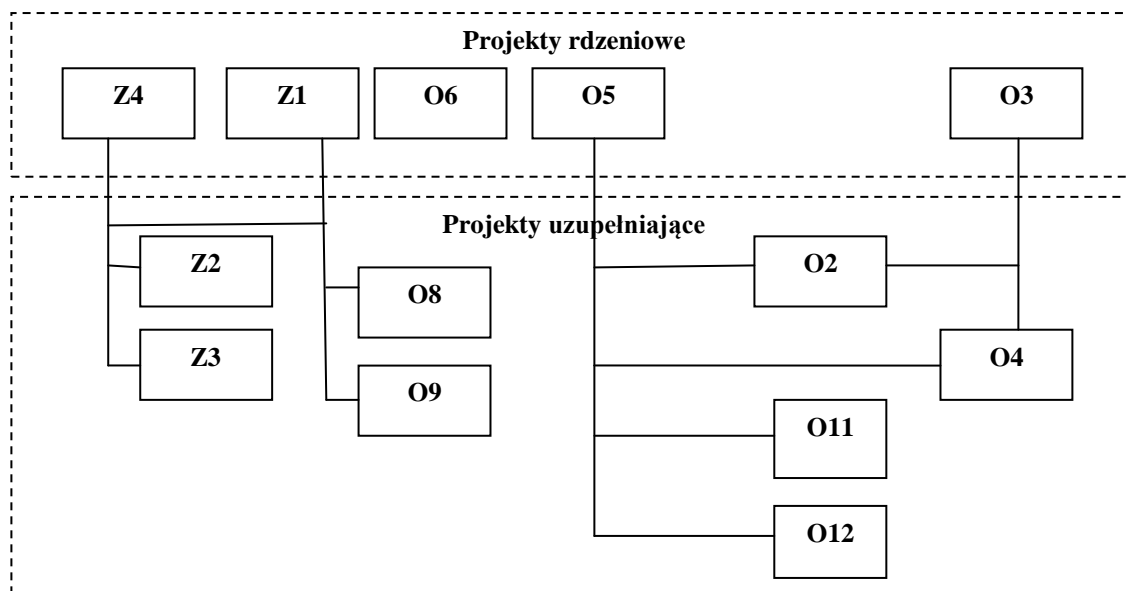 Projekty rdzeniowe
Z4 Z1 O6 O5 O3
Projekty uzupełniające
Z2 O2
O8
Z3 O4
O9
O11
O12